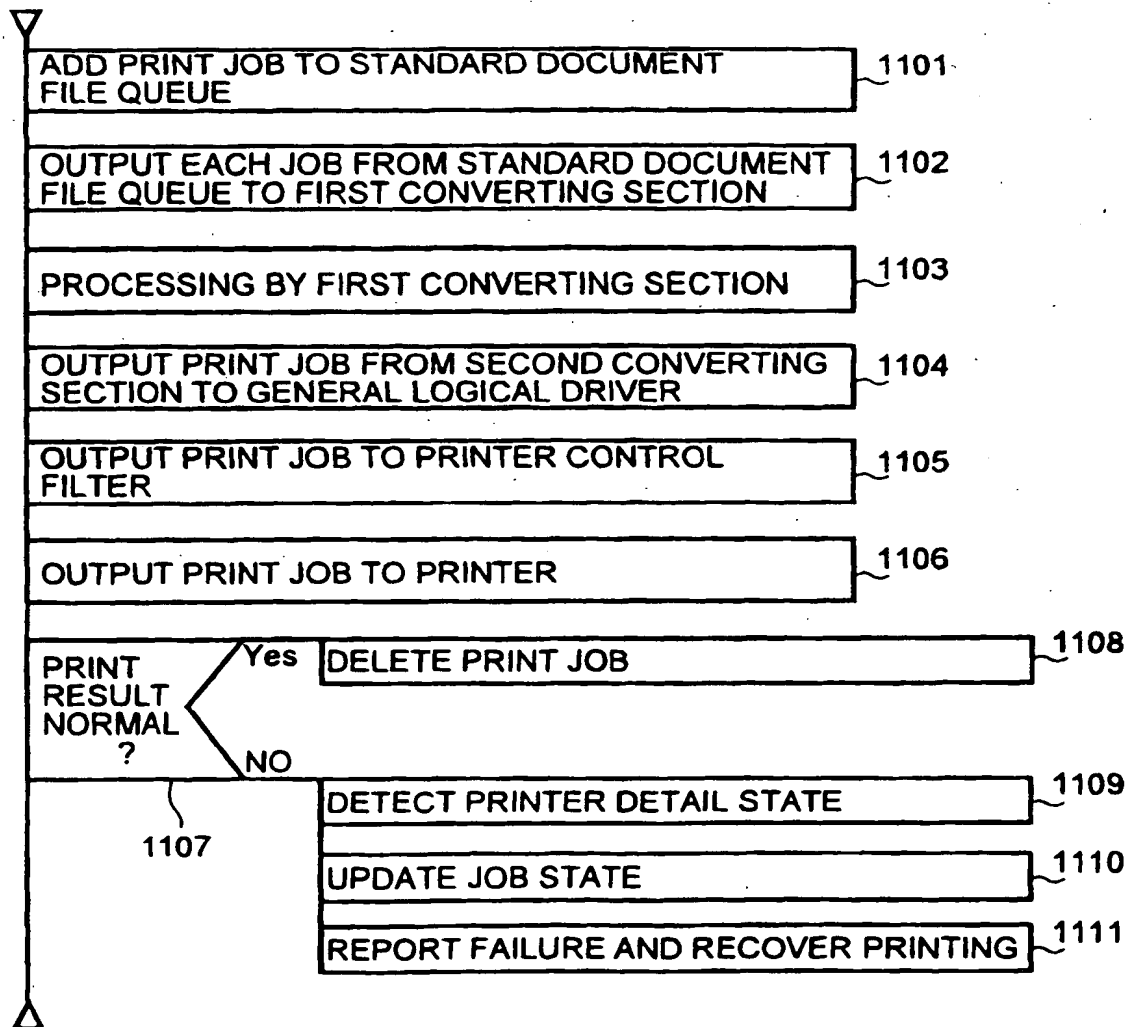 ADD PRINT JOB TO STANDARD DOCUMENT
FILE QUEUE
1101
OUTPUT EACH JOB FROM STANDARD DOCUMENT
FILE QUEUE TO FIRST CONVERTING SECTION
1102
PROCESSING BY FIRST CONVERTING SECTION
1103
OUTPUT PRINT JOB FROM SECOND CONVERTING
SECTION TO GENERAL LOGICAL DRIVER
1104
OUTPUT PRINT JOB TO PRINTER CONTROL
FILTER
1105
OUTPUT PRINT JOB TO PRINTER
1106
PRINT
RESULT
NORMAL
?
1107
Yes
DELETE PRINT JOB
1108
NO
DETECT PRINTER DETAIL STATE
1109
UPDATE JOB STATE
1110
REPORT FAILURE AND RECOVER PRINTING
1111